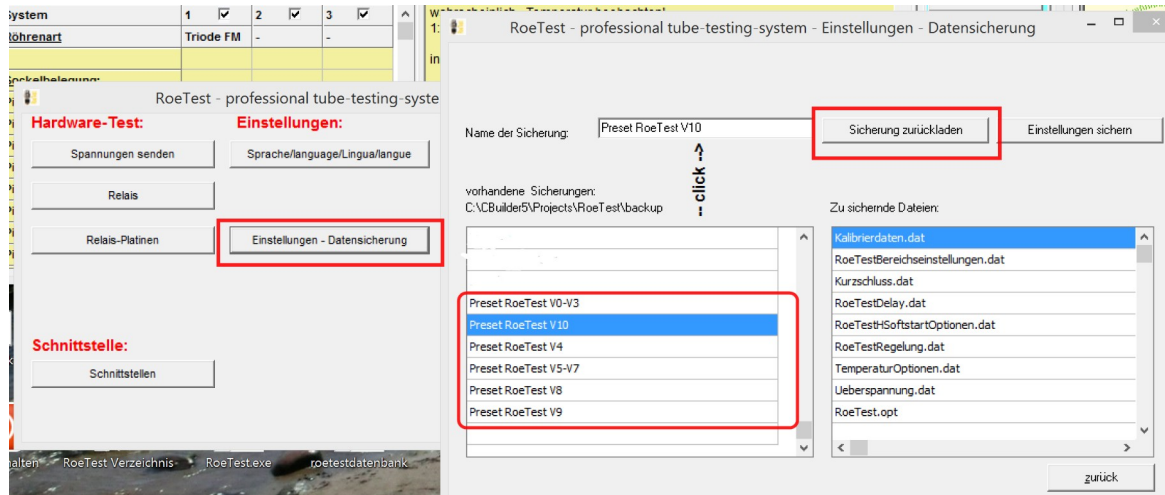 System 1 2 3
Röhrenart Triode FM - -
Sockelbelegung:
RoeTest - professional tube-testing-syste
Hardware-Test:
Einstellungen:
Spannungen senden
Sprache/language/Lingua/langue
Relais
Relais-Platinen
Einstellungen - Datensicherung
Schnittstelle:
Schnittstellen
RoeTest Verzeichnis-
RoeTest.exe
roetestdatenbank
RoeTest - professional tube-testing-system - Einstellungen - Datensicherung
Name der Sicherung:
Preset RoeTest V10
Sicherung zurückladen
Einstellungen sichern
-- click -->
vorhandene Sicherungen:
C:\CBuilder5\Projects\RoeTest\backup
Preset RoeTest V0-V3
Preset RoeTest V10
Preset RoeTest V4
Preset RoeTest V5-V7
Preset RoeTest V8
Preset RoeTest V9
Zu sichernde Dateien:
Kalibrierdaten.dat
RoeTestBereichseinstellungen.dat
Kurzschluss.dat
RoeTestDelay.dat
RoeTestHSoftstartOptionen.dat
RoeTestRegelung.dat
TemperaturOptionen.dat
Ueberspannung.dat
RoeTest.opt
zurück